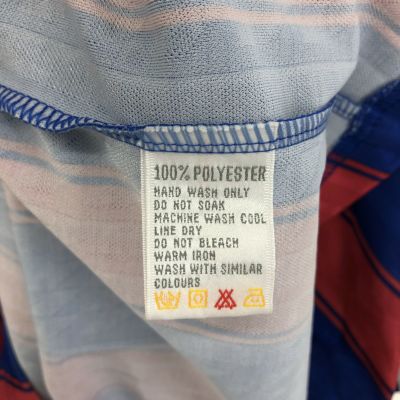 100% POLYESTER
HAND WASH ONLY
DO NOT SOAK
MACHINE WASH COOL
LINE DRY
DO NOT BLEACH
WARM IRON
WASH WITH SIMILAR
COLOURS